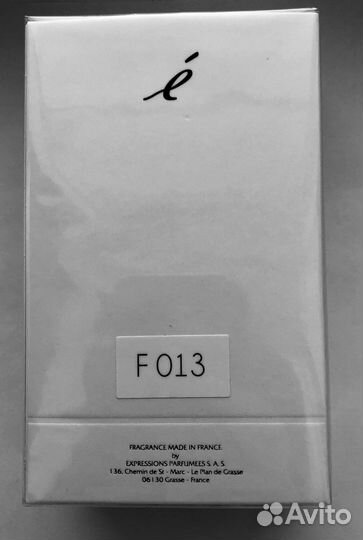 é
F013
FRAGRANCE MADE IN FRANCE
by
EXPRESSIONS PARFUMEES S.A.S.
136, Chemin de St - Marc - Le Plan de Grasse
06130 Grasse - France
Avito